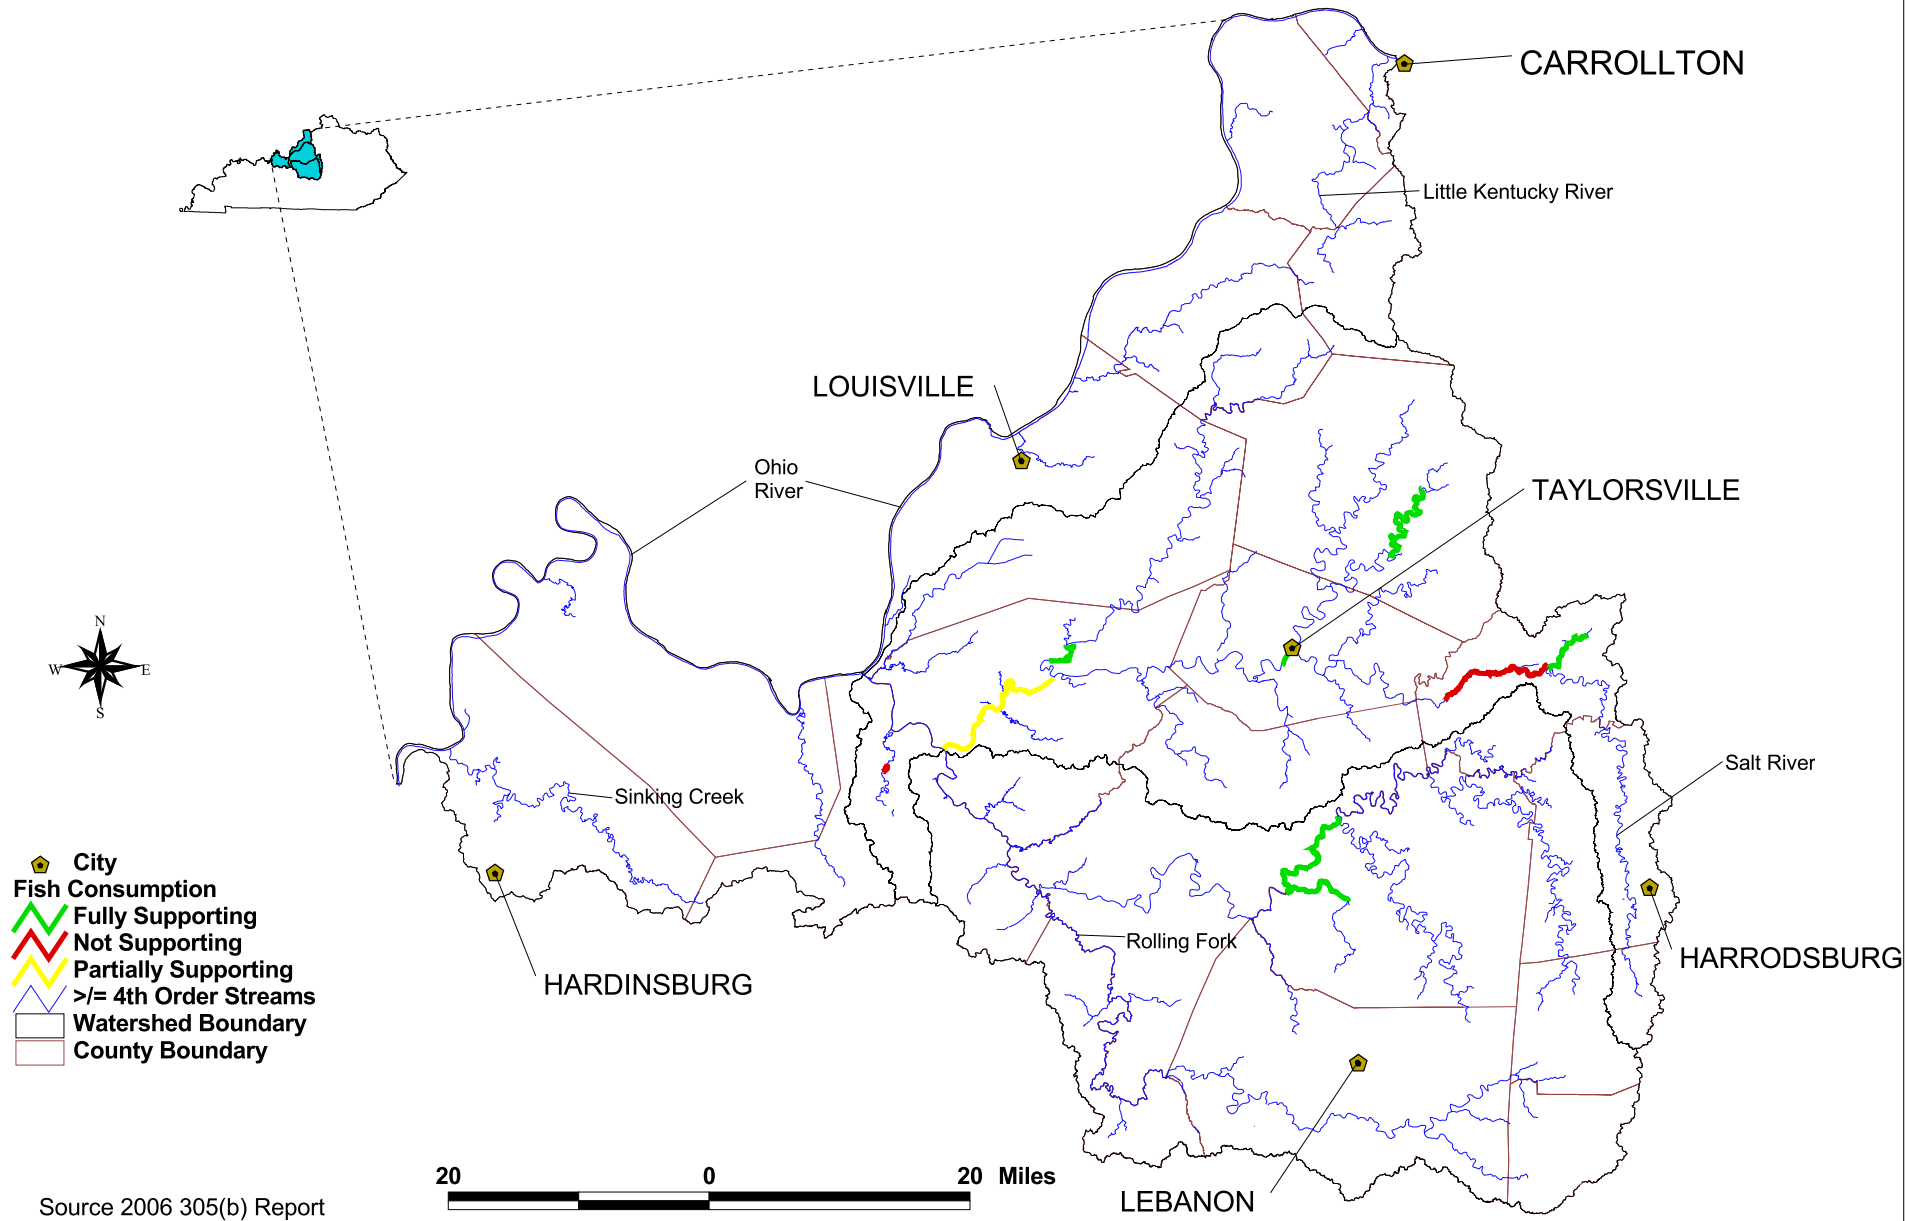 CARROLLTON
Little Kentucky River
LOUISVILLE
Ohio
River
TAYLORSVILLE
N
W
E
S
Salt River
Sinking Creek
City
Fish Consumption
Fully Supporting
Not Supporting
Partially Supporting
>/= 4th Order Streams
Watershed Boundary
County Boundary
Rolling Fork
HARRODSBURG
HARDINSBURG
20 0 20 Miles
LEBANON
Source 2006 305(b) Report